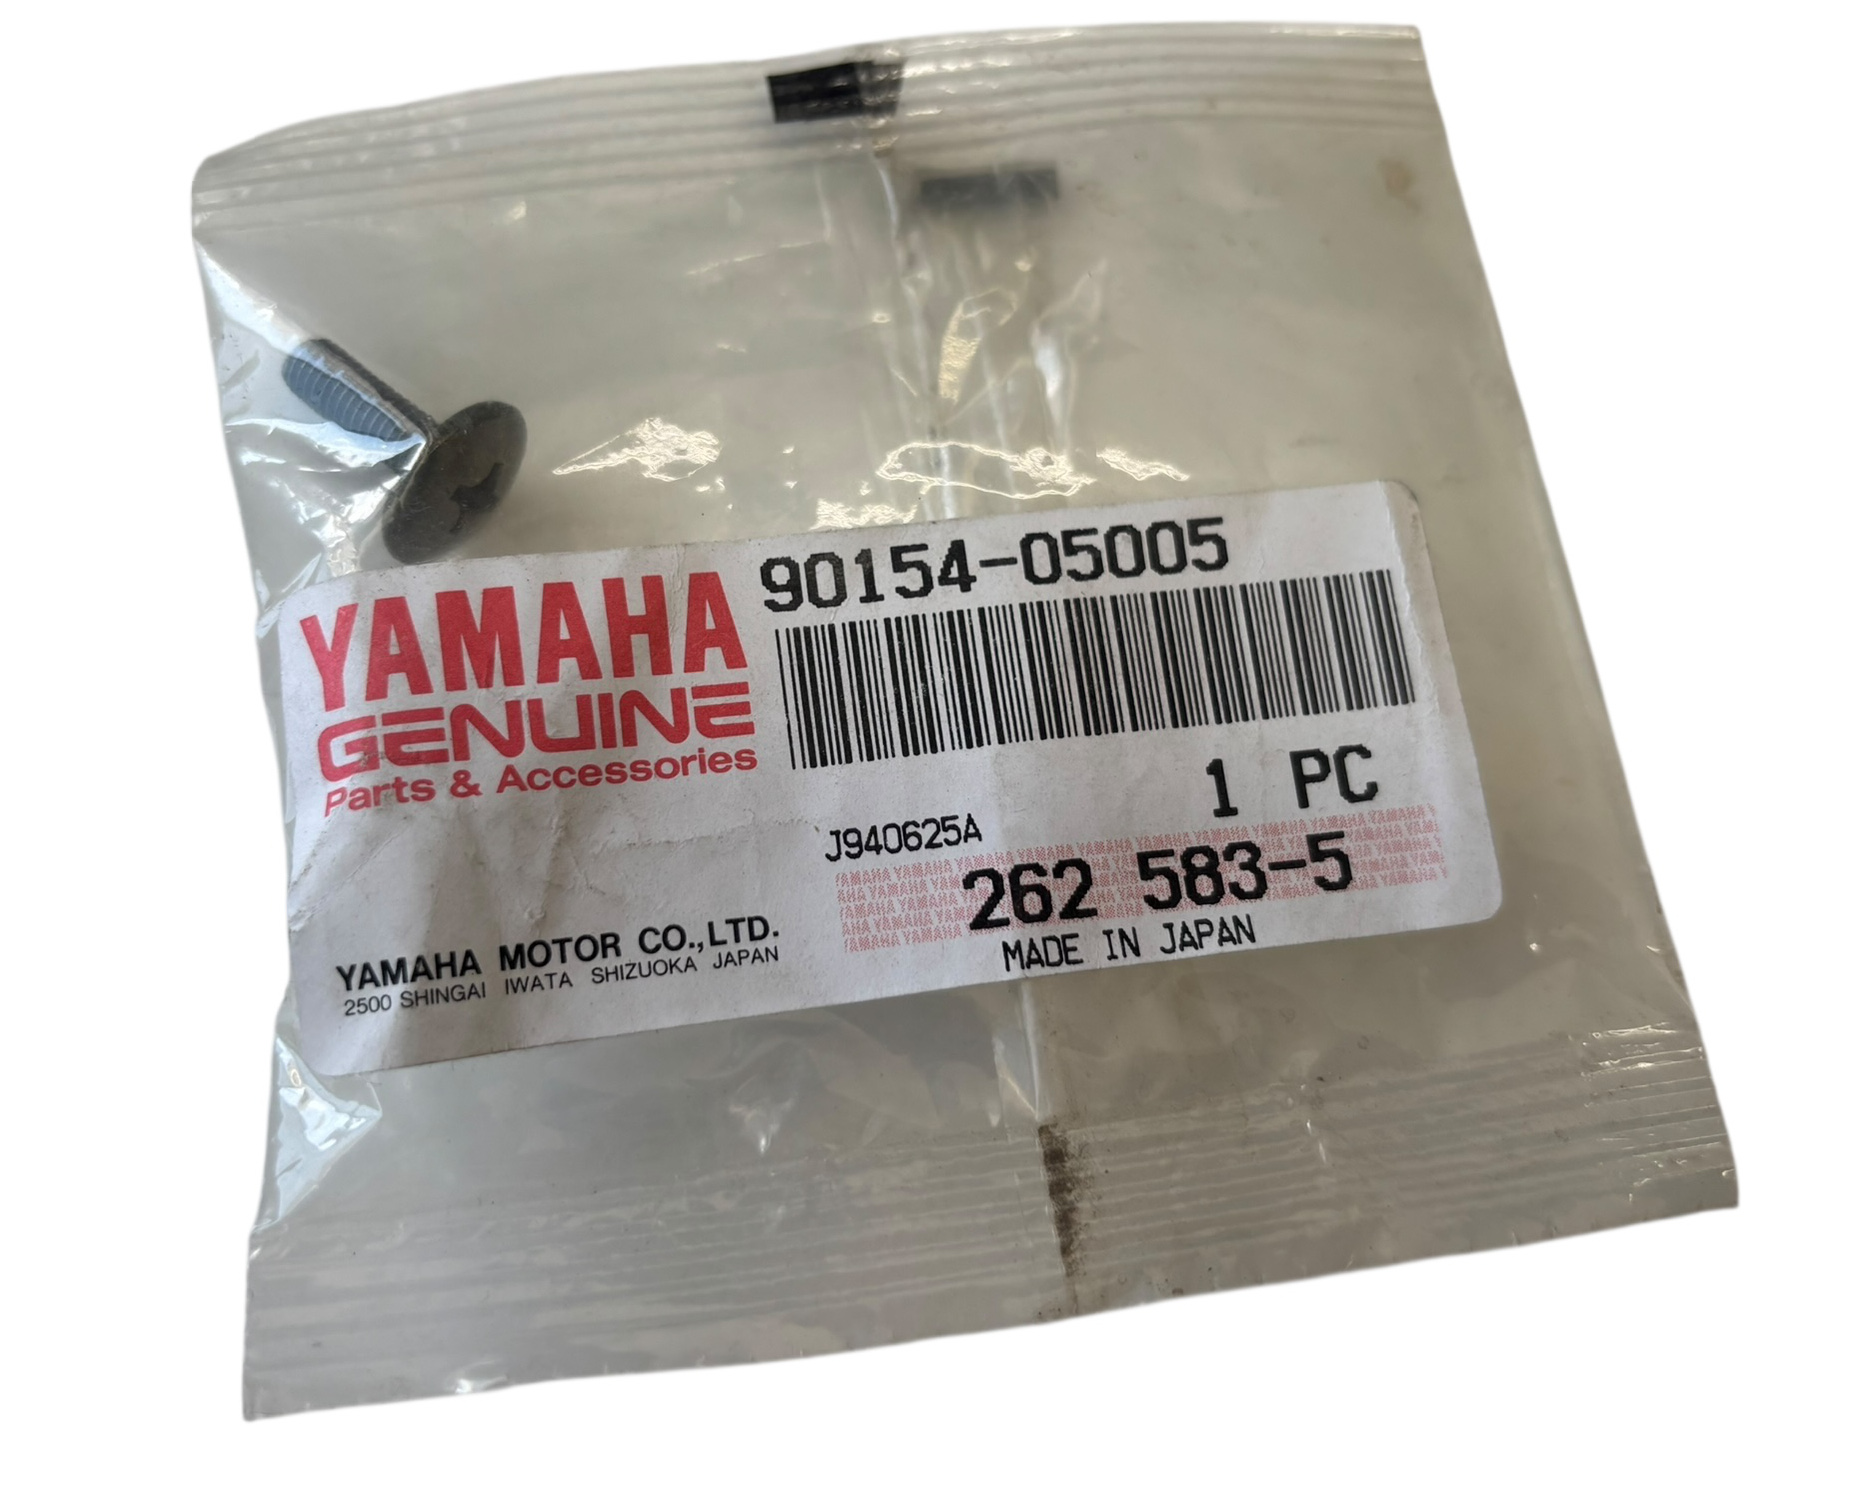 90154-05005
YAMAHA
GENUINE
Parts & Accessories
1 PC
J940625A
262 583-5
MADE IN JAPAN
YAMAHA MOTOR CO.,LTD.
2500 SHINGAI IWATA SHIZUOKA JAPAN